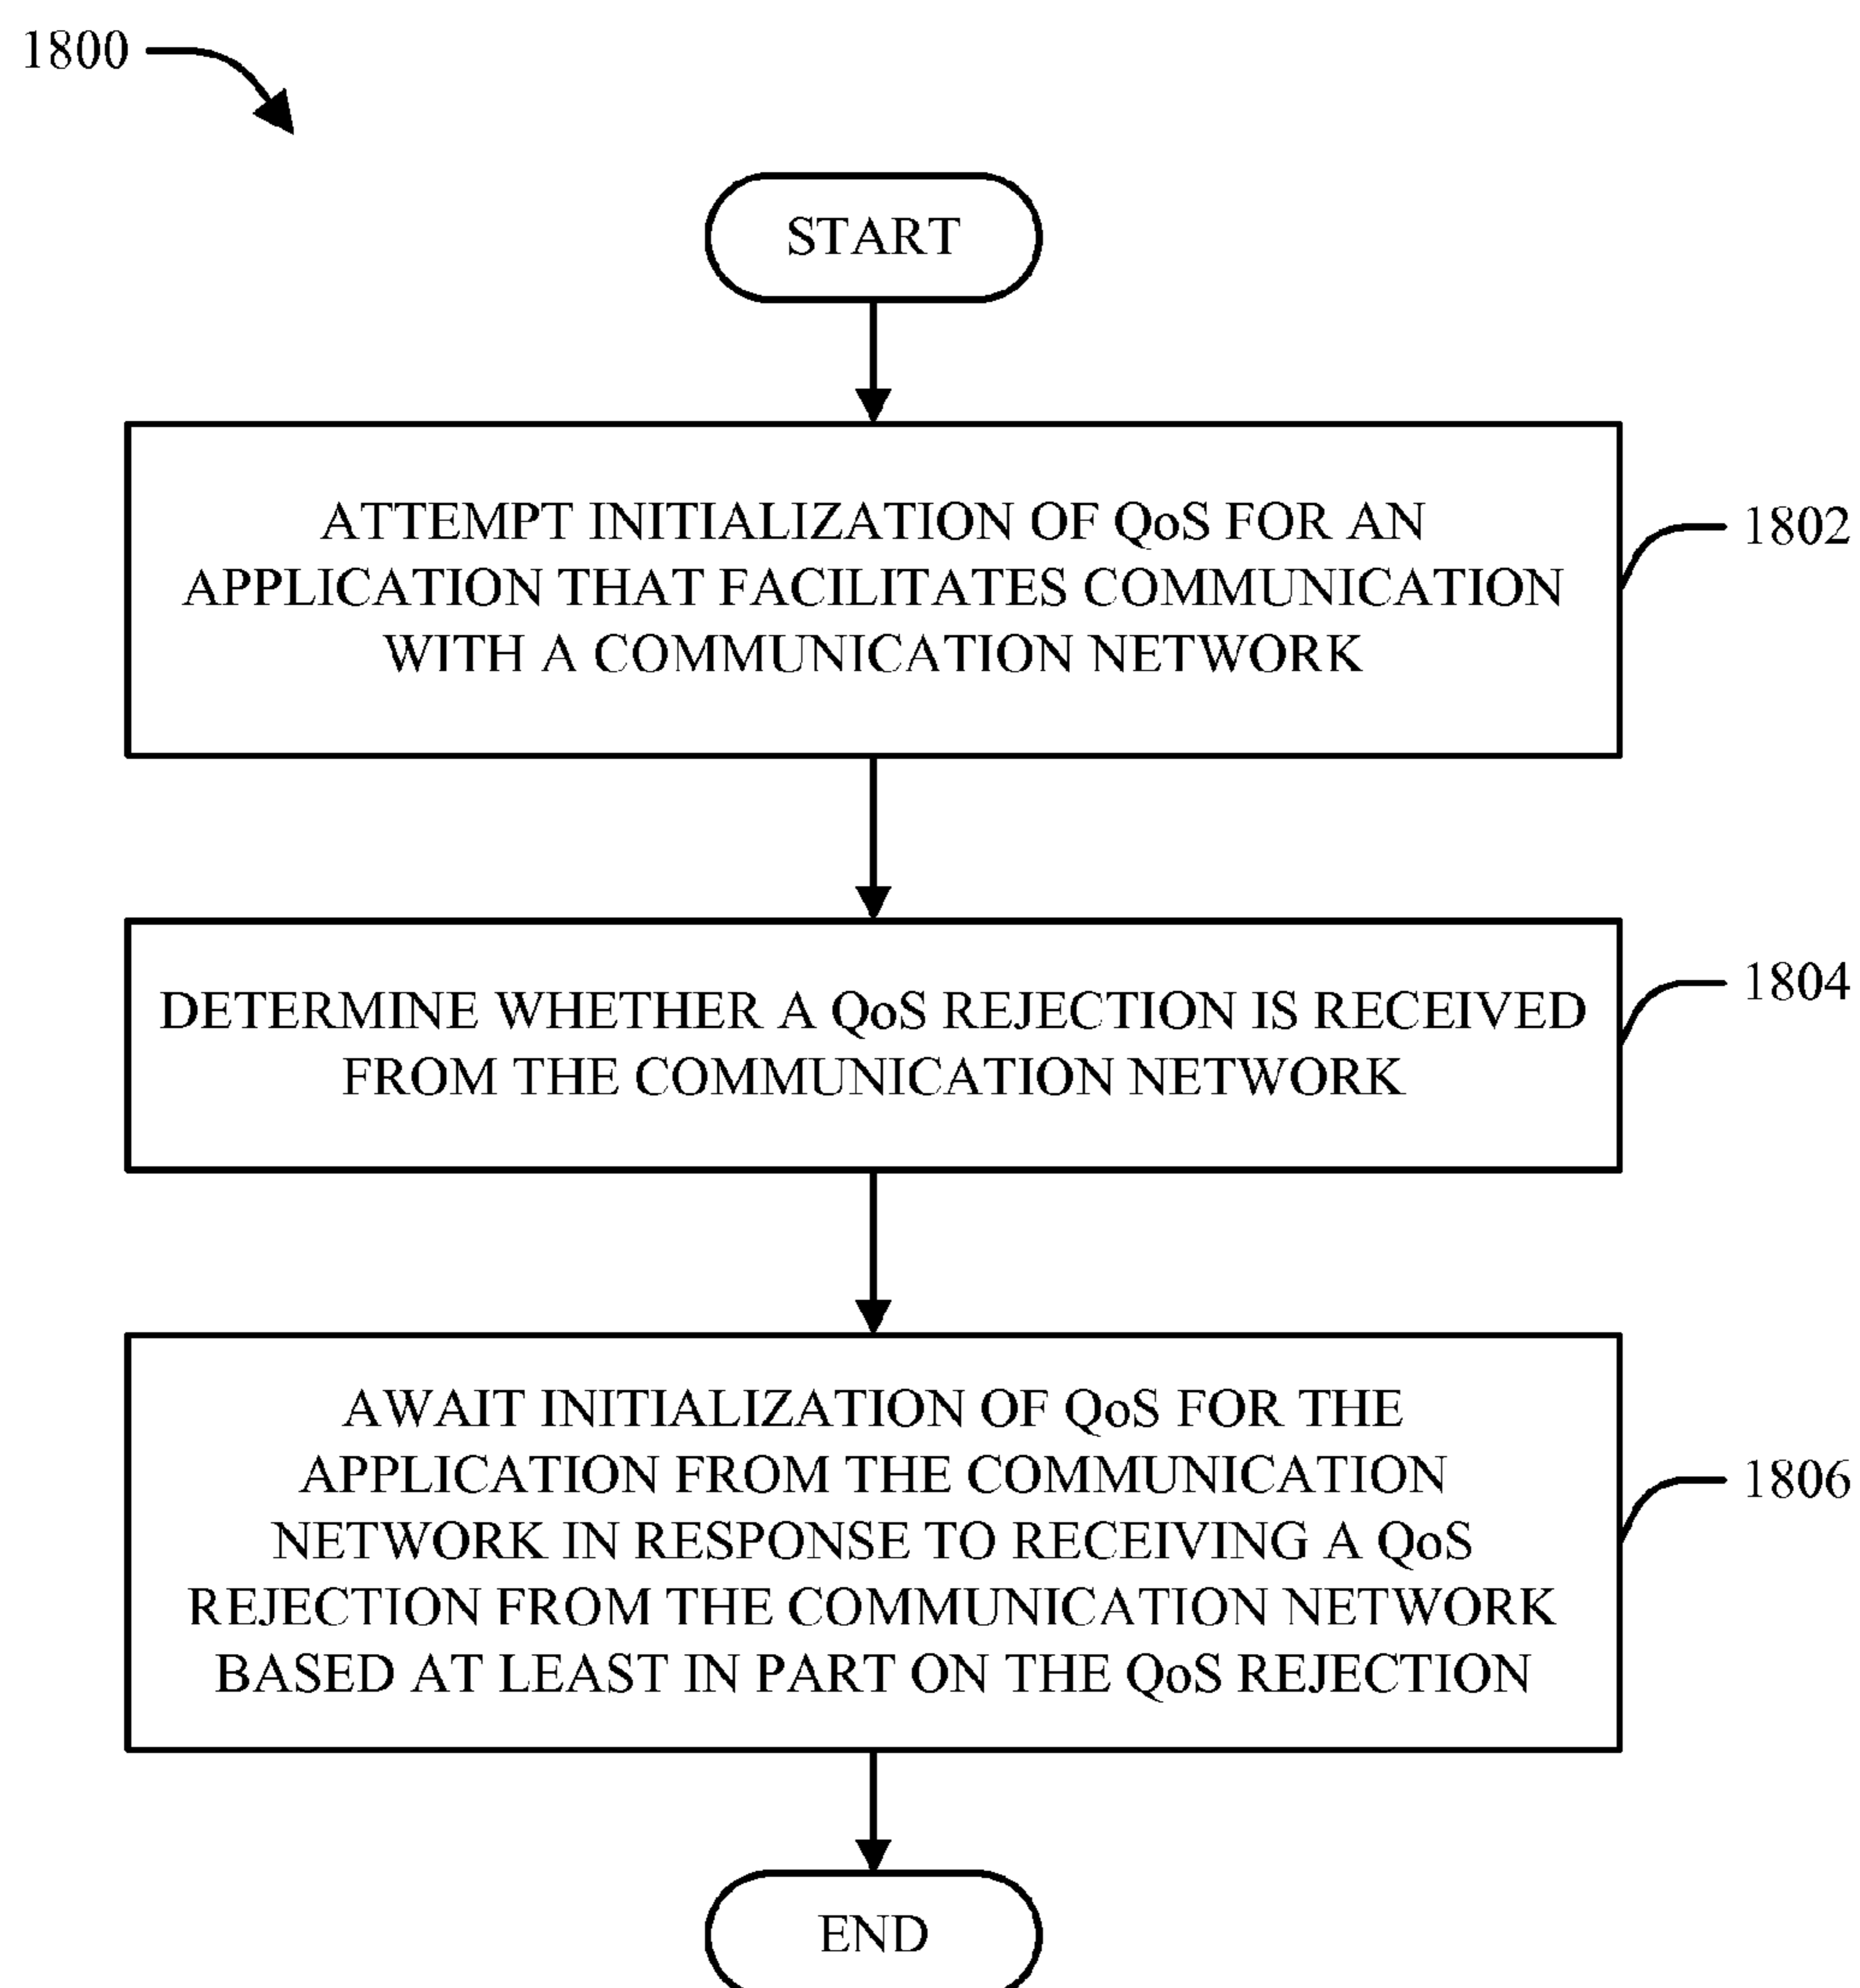 1800
START
ATTEMPT INITIALIZATION OF QoS FOR AN
APPLICATION THAT FACILITATES COMMUNICATION
WITH A COMMUNICATION NETWORK
1802
DETERMINE WHETHER A QoS REJECTION IS RECEIVED
FROM THE COMMUNICATION NETWORK
1804
AWAIT INITIALIZATION OF QoS FOR THE
APPLICATION FROM THE COMMUNICATION
NETWORK IN RESPONSE TO RECEIVING A QoS
REJECTION FROM THE COMMUNICATION NETWORK
BASED AT LEAST IN PART ON THE QoS REJECTION
1806
END